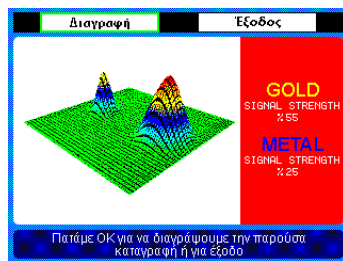 Διαγραφή
Έξοδος
GOLD
SIGNAL STRENGTH
%55
METAL
SIGNAL STRENGTH
%25
Πατάμε OK για να διαγράψουμε την παρούσα
καταγραφή ή για έξοδο